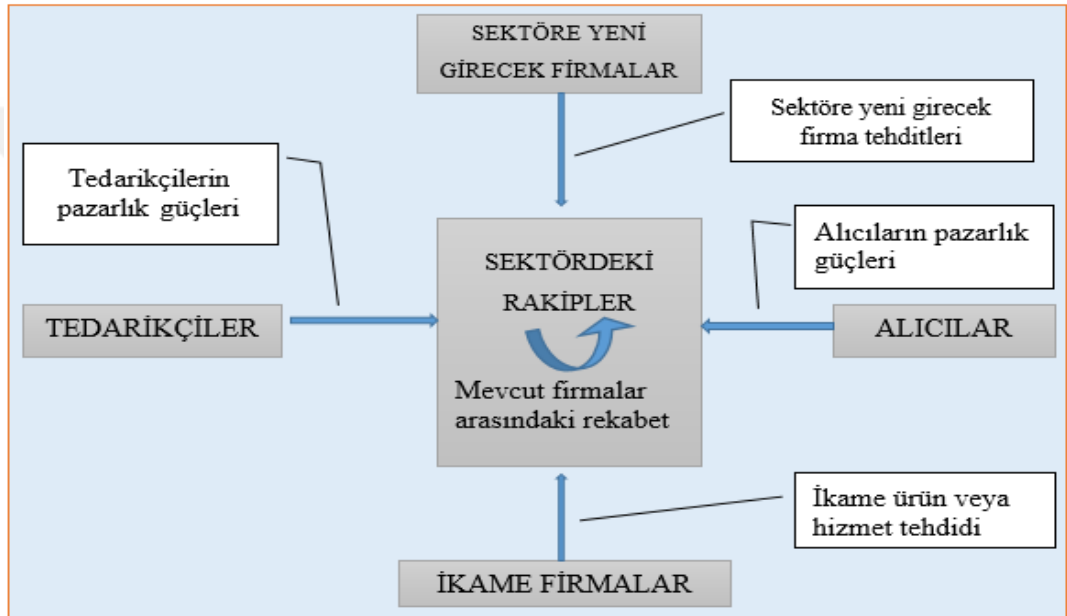 SEKTÖRE YENİ
GİRECEK FİRMALAR
Sektöre yeni girecek
firma tehditleri
Tedarikçilerin
pazarlık güçleri
Alıcıların pazarlık
güçleri
SEKTÖRDEKİ
RAKİPLER
TEDARİKÇİLER
ALICILAR
Mevcut firmalar
arasındaki rekabet
İkame ürün veya
hizmet tehdidi
İKAME FİRMALAR